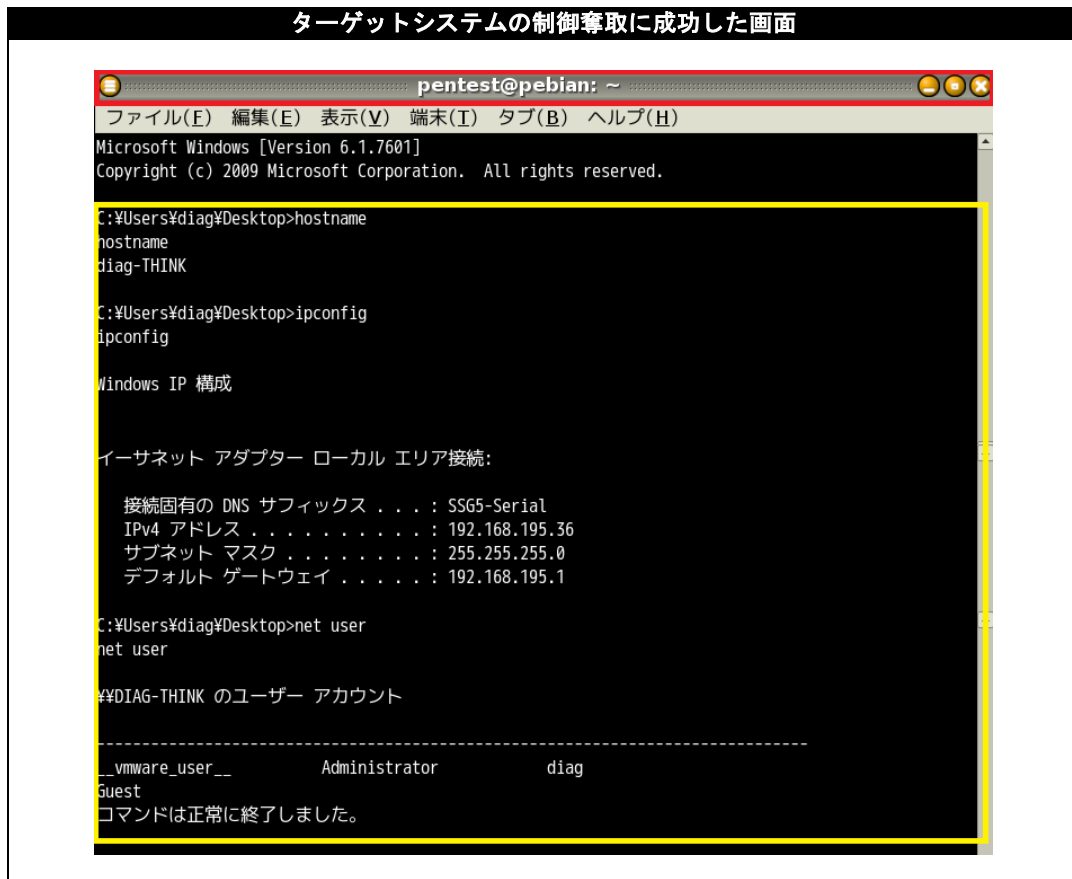 ターゲットシステムの制御奪取に成功した画面
pentest@pebian: ~
ファイル(F) 編集(E) 表示(V) 端末(T) タブ(B) ヘルプ(H)
Microsoft Windows [Version 6.1.7601]
Copyright (c) 2009 Microsoft Corporation. All rights reserved.
C:¥Users¥diag¥Desktop>hostname
hostname
diag-THINK
C:¥Users¥diag¥Desktop>ipconfig
ipconfig
Windows IP 構成
イーサネット アダプター ローカル エリア接続:
接続固有の DNS サフィックス . . . : SSG5-Serial
IPv4 アドレス . . . . . . . . . . : 192.168.195.36
サブネット マスク . . . . . . . . : 255.255.255.0
デフォルト ゲートウェイ . . . . . : 192.168.195.1
C:¥Users¥diag¥Desktop>net user
net user
¥¥DIAG-THINK のユーザー アカウント
-------------------------------------------------------------------------------
__vmware_user__ Administrator diag
Guest
コマンドは正常に終了しました。